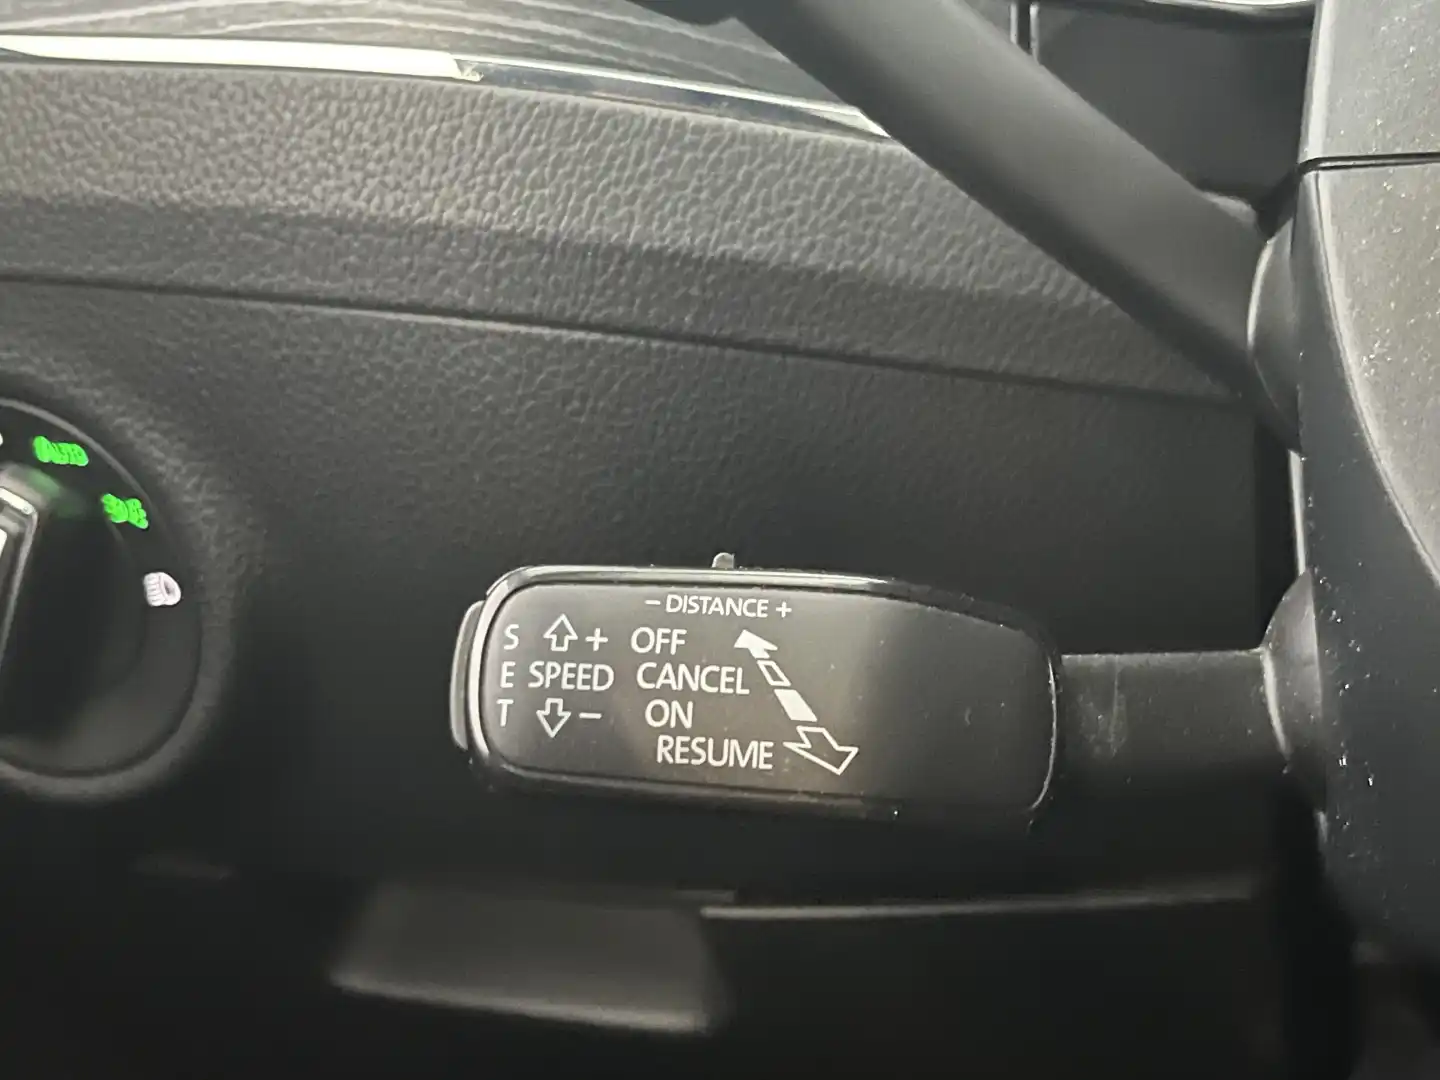 − DISTANCE +
S + OFF
E SPEED CANCEL
T − ON
RESUME